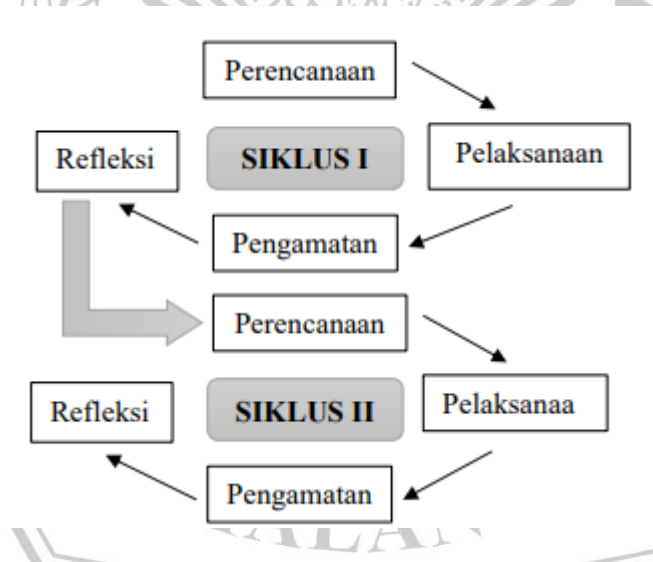 Perencanaan
Refleksi
SIKLUS I
Pelaksanaan
Pengamatan
Perencanaan
Refleksi
SIKLUS II
Pelaksanaa
Pengamatan